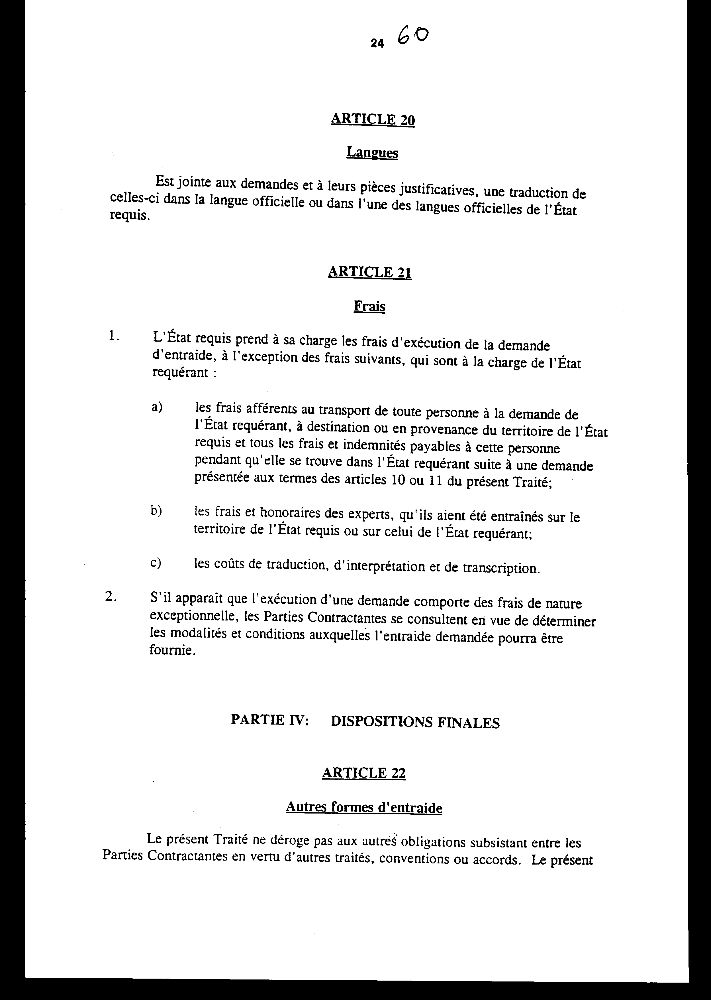 24 60
ARTICLE 20
Langues
Est jointe aux demandes et à leurs pièces justificatives, une traduction de
celles-ci dans la langue officielle ou dans l'une des langues officielles de l'État
requis.
ARTICLE 21
Frais
1. L'État requis prend à sa charge les frais d'exécution de la demande
d'entraide, à l'exception des frais suivants, qui sont à la charge de l'État
requérant :
a) les frais afférents au transport de toute personne à la demande de
l'État requérant, à destination ou en provenance du territoire de l'État
requis et tous les frais et indemnités payables à cette personne
pendant qu'elle se trouve dans l'État requérant suite à une demande
présentée aux termes des articles 10 ou 11 du présent Traité;
b) les frais et honoraires des experts, qu'ils aient été entraînés sur le
territoire de l'État requis ou sur celui de l'État requérant;
c) les coûts de traduction, d'interprétation et de transcription.
2. S'il apparaît que l'exécution d'une demande comporte des frais de nature
exceptionnelle, les Parties Contractantes se consultent en vue de déterminer
les modalités et conditions auxquelles l'entraide demandée pourra être
fournie.
PARTIE IV: DISPOSITIONS FINALES
ARTICLE 22
Autres formes d'entraide
Le présent Traité ne déroge pas aux autres obligations subsistant entre les
Parties Contractantes en vertu d'autres traités, conventions ou accords. Le présent